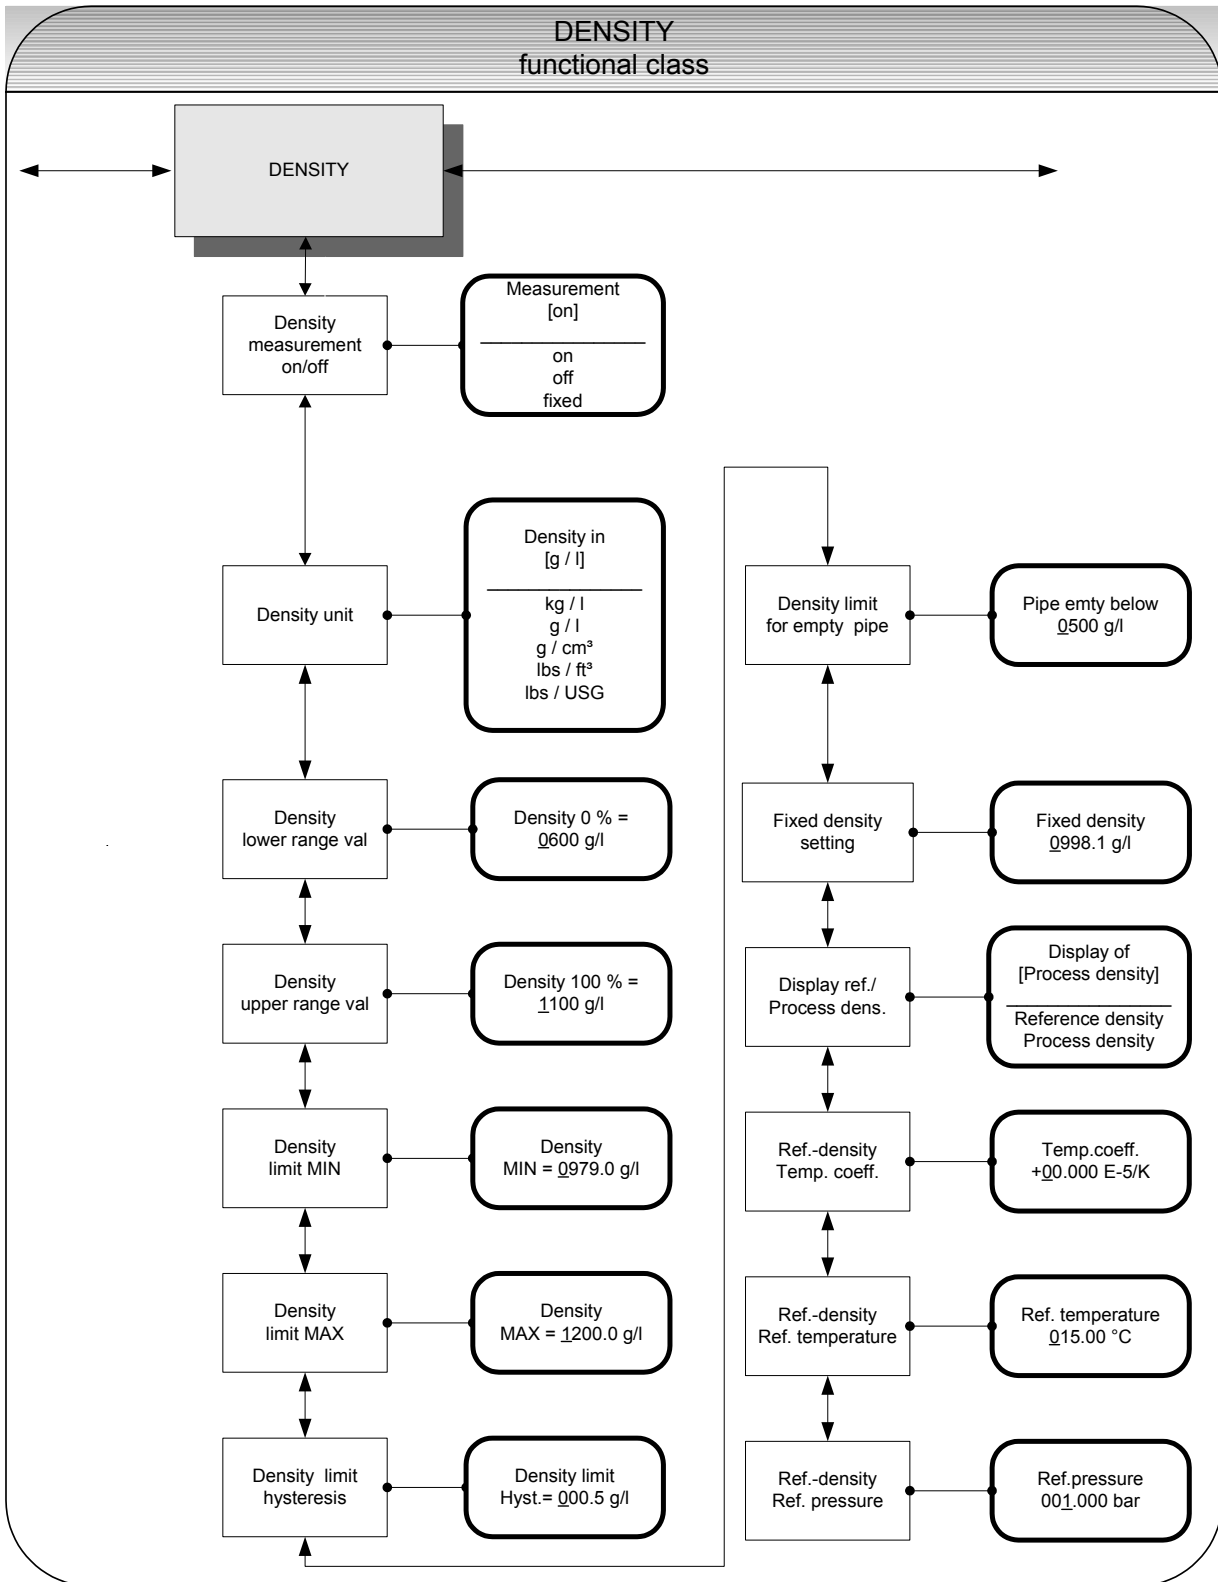 DENSITY
functional class
DENSITY
Density
measurement
on/off
Measurement
[on]
on
off
fixed
Density unit
Density in
[g / l]
kg / l
g / l
g / cm³
lbs / ft³
lbs / USG
Density
lower range val
Density 0 % =
0600 g/l
Density
upper range val
Density 100 % =
1100 g/l
Density
limit MIN
Density
MIN = 0979.0 g/l
Density
limit MAX
Density
MAX = 1200.0 g/l
Density limit
hysteresis
Density limit
Hyst.= 000.5 g/l
Density limit
for empty pipe
Pipe emty below
0500 g/l
Fixed density
setting
Fixed density
0998.1 g/l
Display ref./
Process dens.
Display of
[Process density]
Reference density
Process density
Ref.-density
Temp. coeff.
Temp.coeff.
+00.000 E-5/K
Ref.-density
Ref. temperature
Ref. temperature
015.00 °C
Ref.-density
Ref. pressure
Ref.pressure
001.000 bar